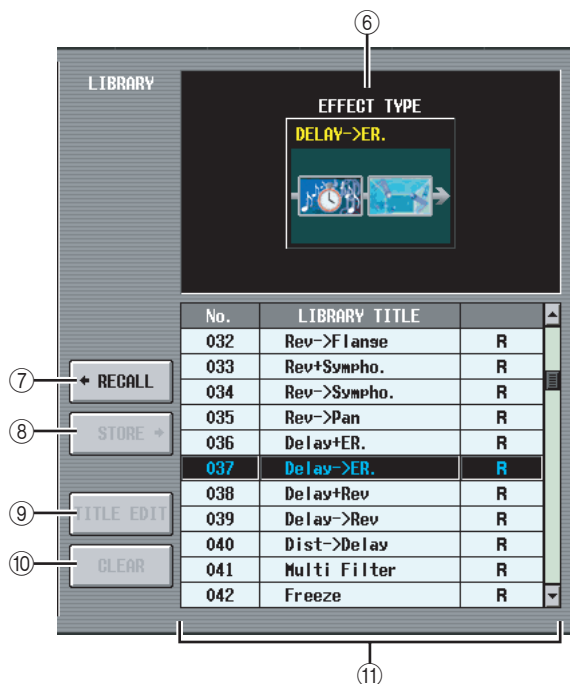 ⑥
LIBRARY
EFFECT TYPE
DELAY->ER.
No. LIBRARY TITLE
032 Rev->Flange R
033 Rev+Sympho. R
034 Rev->Sympho. R
035 Rev->Pan R
036 Delay+ER. R
037 Delay->ER. R
038 Delay+Rev R
039 Delay->Rev R
040 Dist->Delay R
041 Multi Filter R
042 Freeze R
⑦ RECALL
⑧ STORE
⑨ TITLE EDIT
⑩ CLEAR
⑪